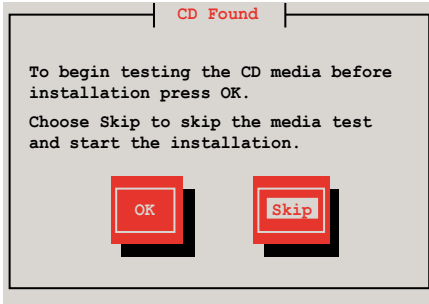 CD Found
To begin testing the CD media before
installation press OK.
Choose Skip to skip the media test
and start the installation.
OK
Skip